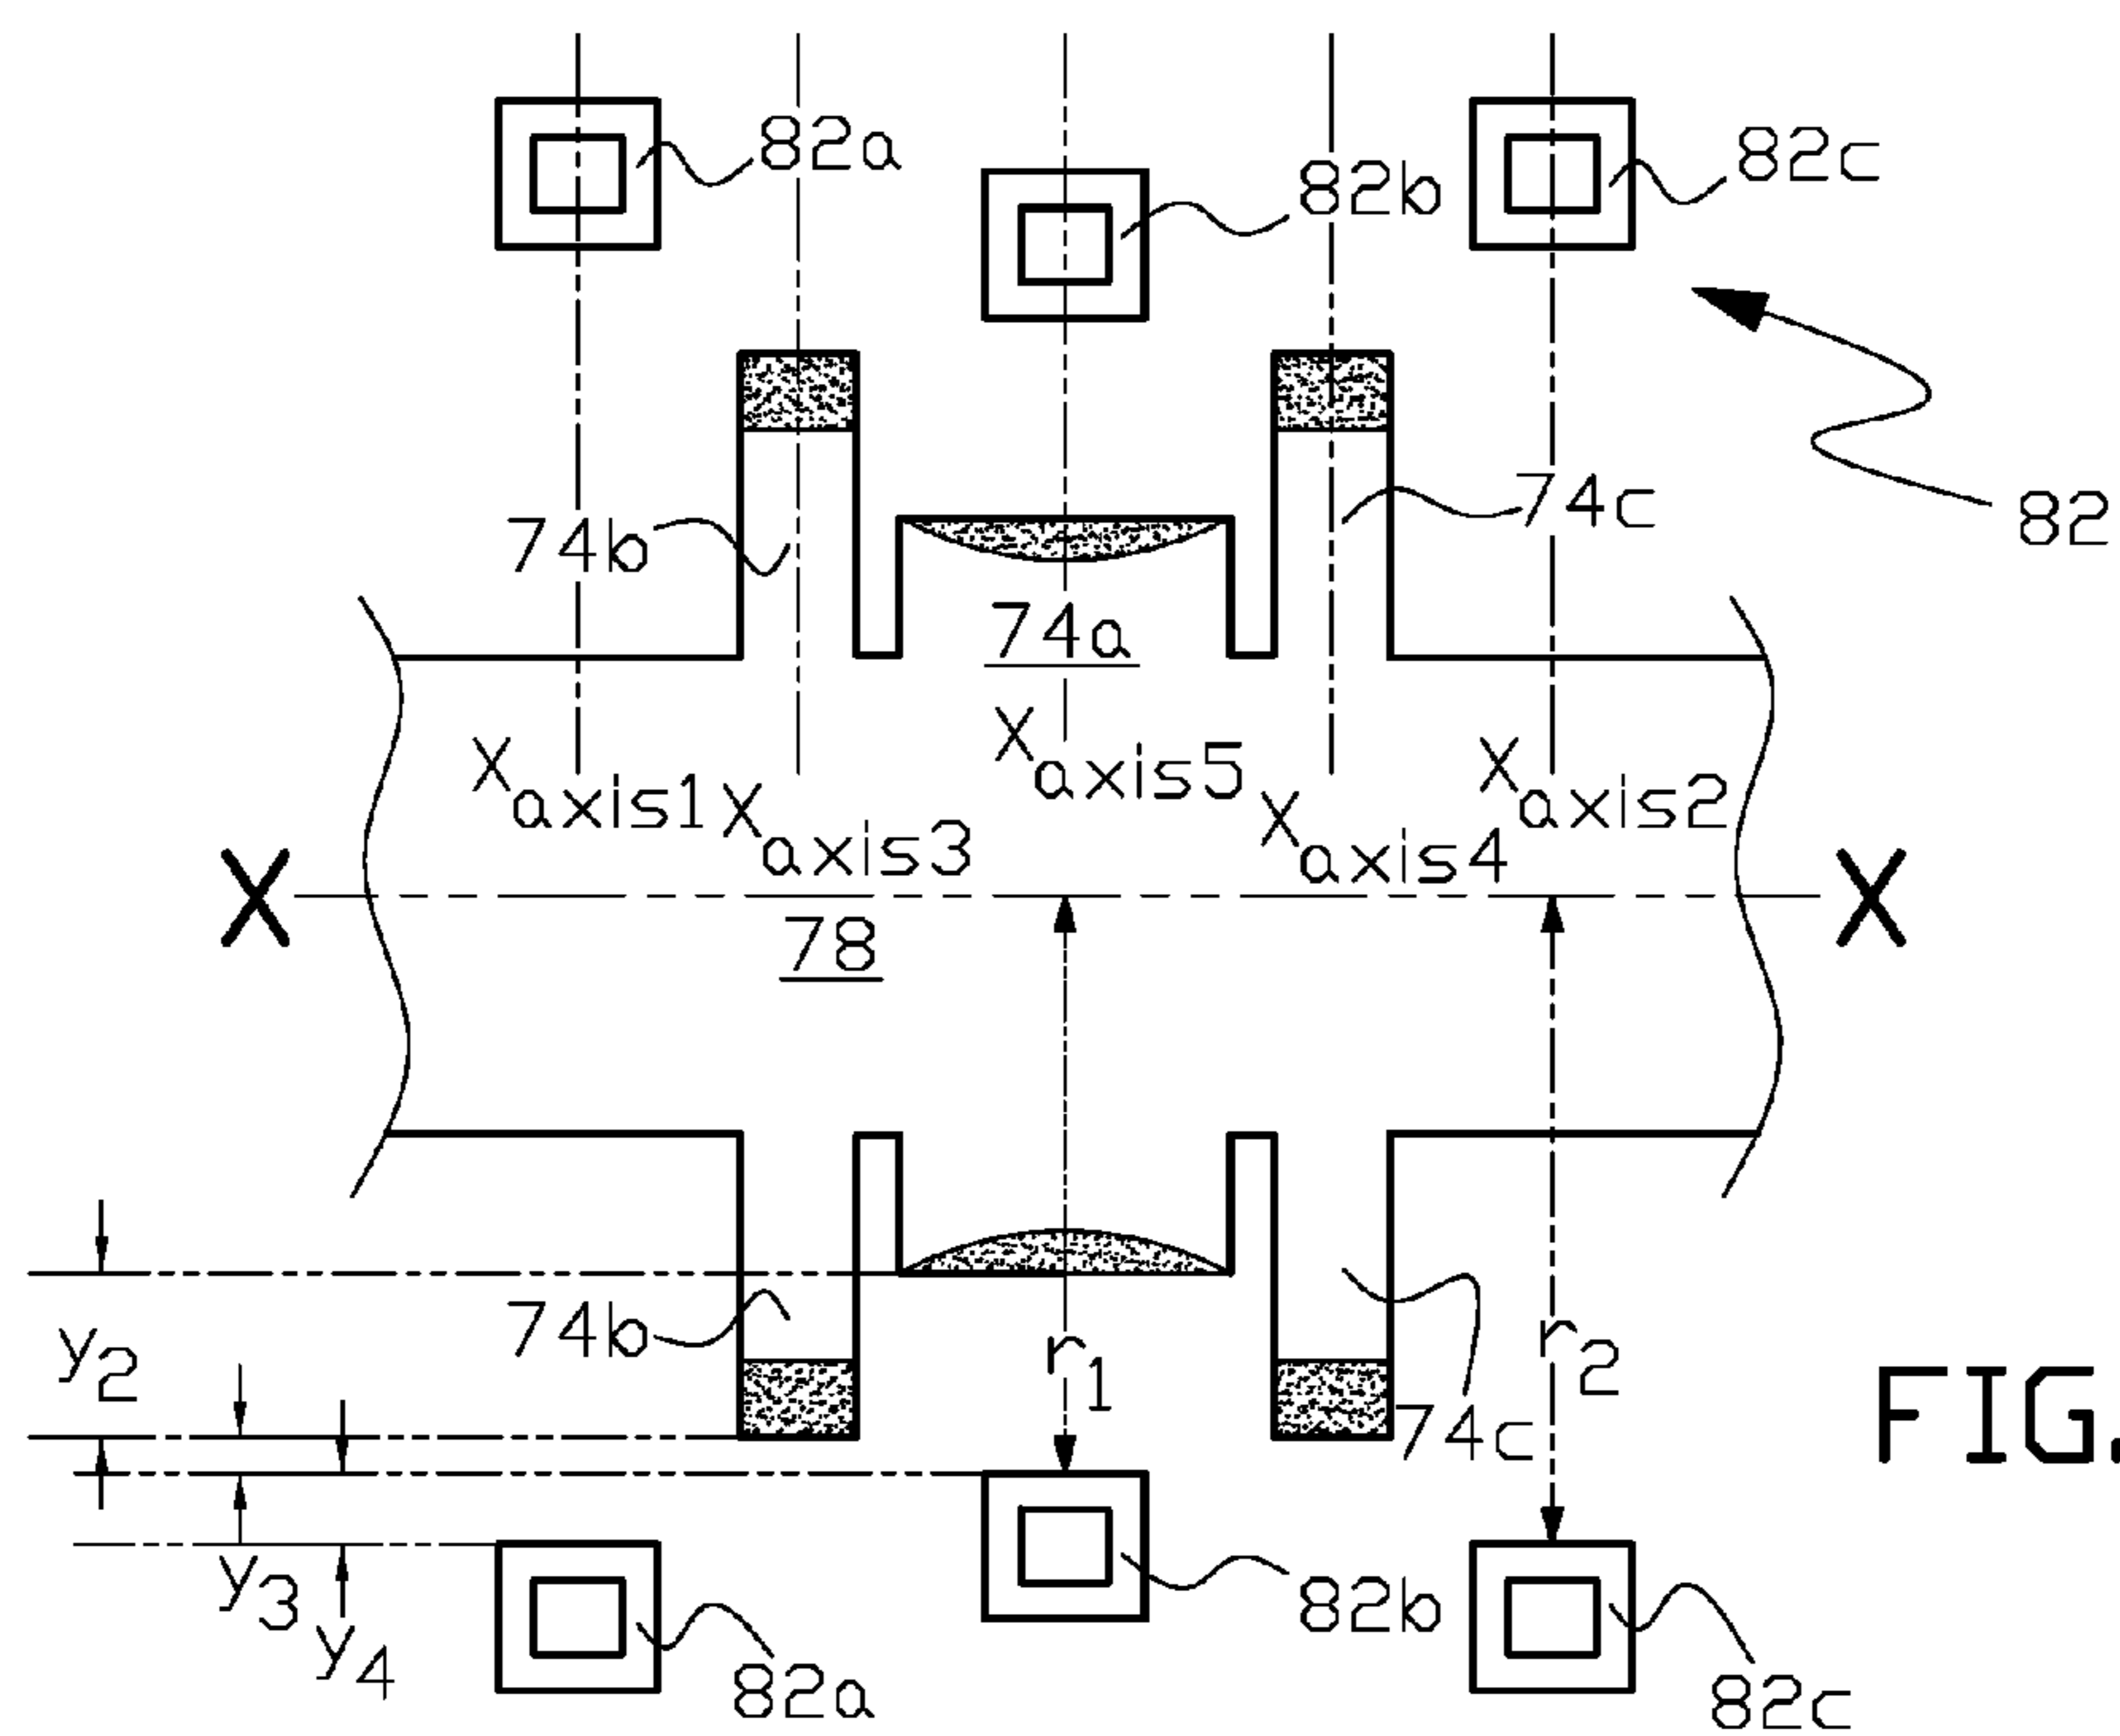 82a
82b
82c
82
74b
74c
74a
Xaxis1
Xaxis3
Xaxis5
Xaxis4
Xaxis2
X
X
78
y2
74b
r1
r2
74c
FIG.
y3
y4
82a
82b
82c